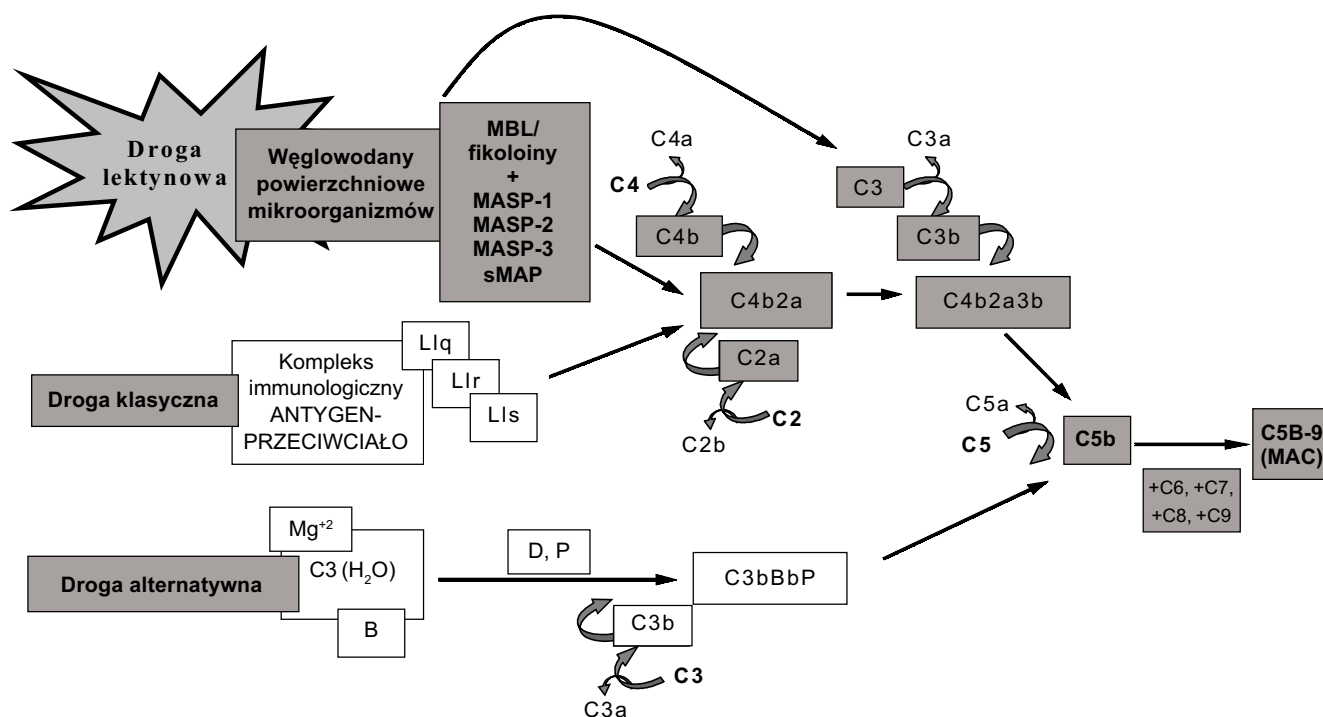 Droga
lektynowa
Węglowodany
powierzchniowe
mikroorganizmów
MBL/
fikoloiny
+
MASP-1
MASP-2
MASP-3
sMAP
C4a
C4
C4b
C3a
C3
C3b
C4b2a
C4b2a3b
C2a
C2
C2b
Droga klasyczna
Kompleks
immunologiczny
ANTYGEN-
PRZECIWCIAŁO
LIq
LIr
LIs
C5a
C5
C5b
C5B-9
(MAC)
+C6, +C7,
+C8, +C9
Droga alternatywna
Mg+2
C3 (H2O)
B
D, P
C3bBbP
C3b
C3
C3a